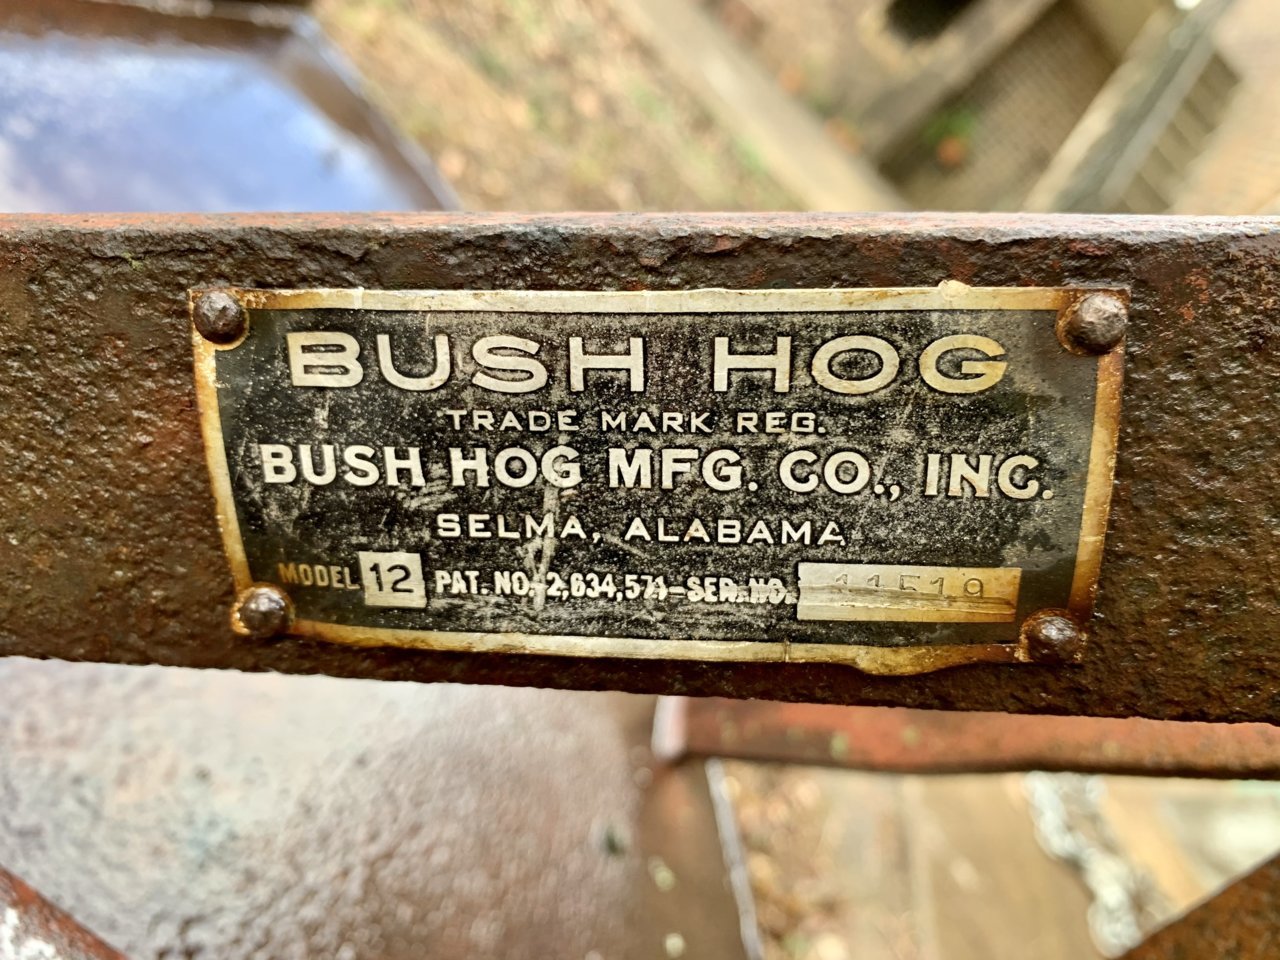 BUSH HOG
TRADE MARK REG.
BUSH HOG MFG. CO., INC.
SELMA, ALABAMA
MODEL 12 PAT. NO. 2,634,571-SER. NO. 11519